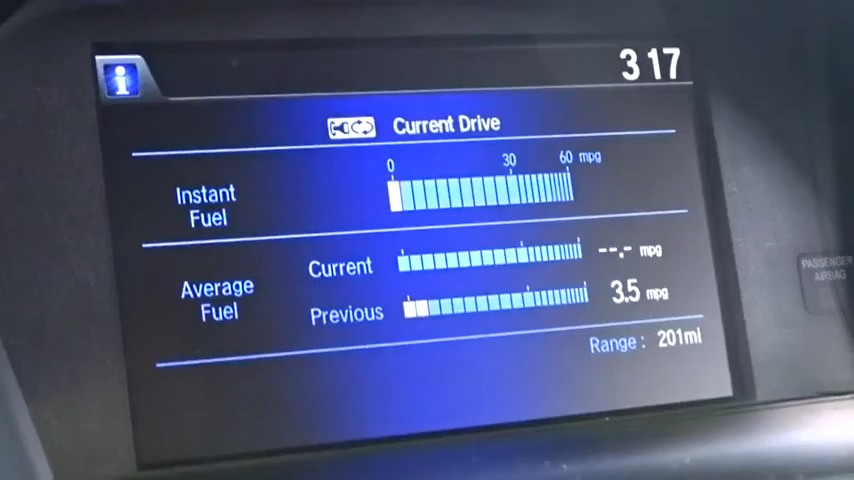 i
3 17
Current Drive
0 30 60 mpg
Instant
Fuel
Average
Fuel
Current --.- mpg
Previous 3.5 mpg
Range : 201mi
PASSENGER
AIRBAG